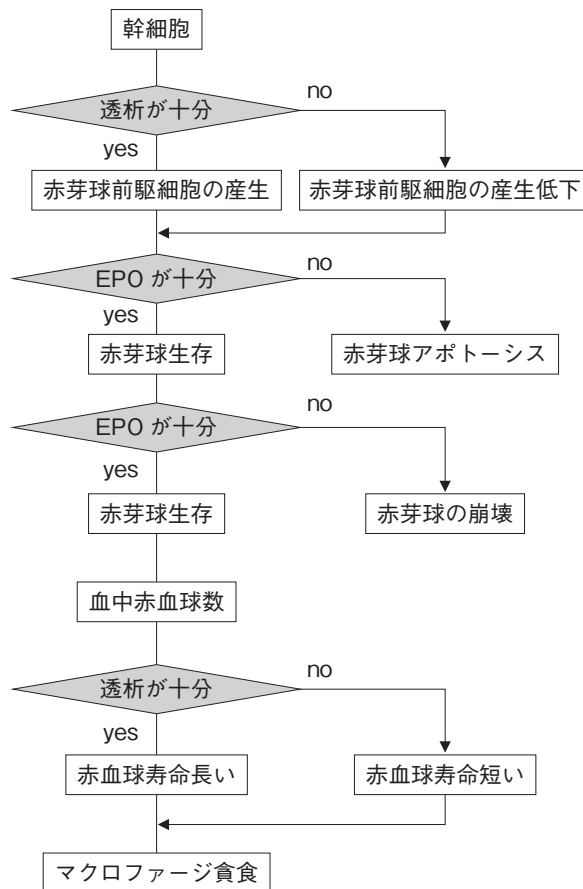 幹細胞
透析が十分
no
yes
赤芽球前駆細胞の産生
赤芽球前駆細胞の産生低下
EPO が十分
no
yes
赤芽球生存
赤芽球アポトーシス
EPO が十分
no
yes
赤芽球生存
赤芽球の崩壊
血中赤血球数
透析が十分
no
yes
赤血球寿命長い
赤血球寿命短い
マクロファージ貪食